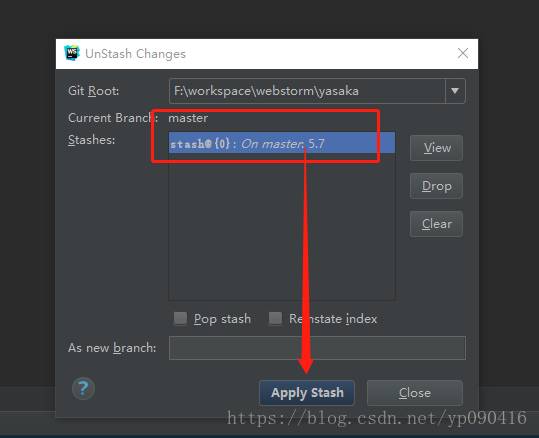 WS
UnStash Changes
Git Root:
F:\workspace\webstorm\yasaka
Current Branch: master
Stashes:
stash@{0}: On master: 5.7
View
Drop
Clear
Pop stash
Reinstate index
As new branch:
?
Apply Stash
Close
https://blog.csdn.net/yp090416